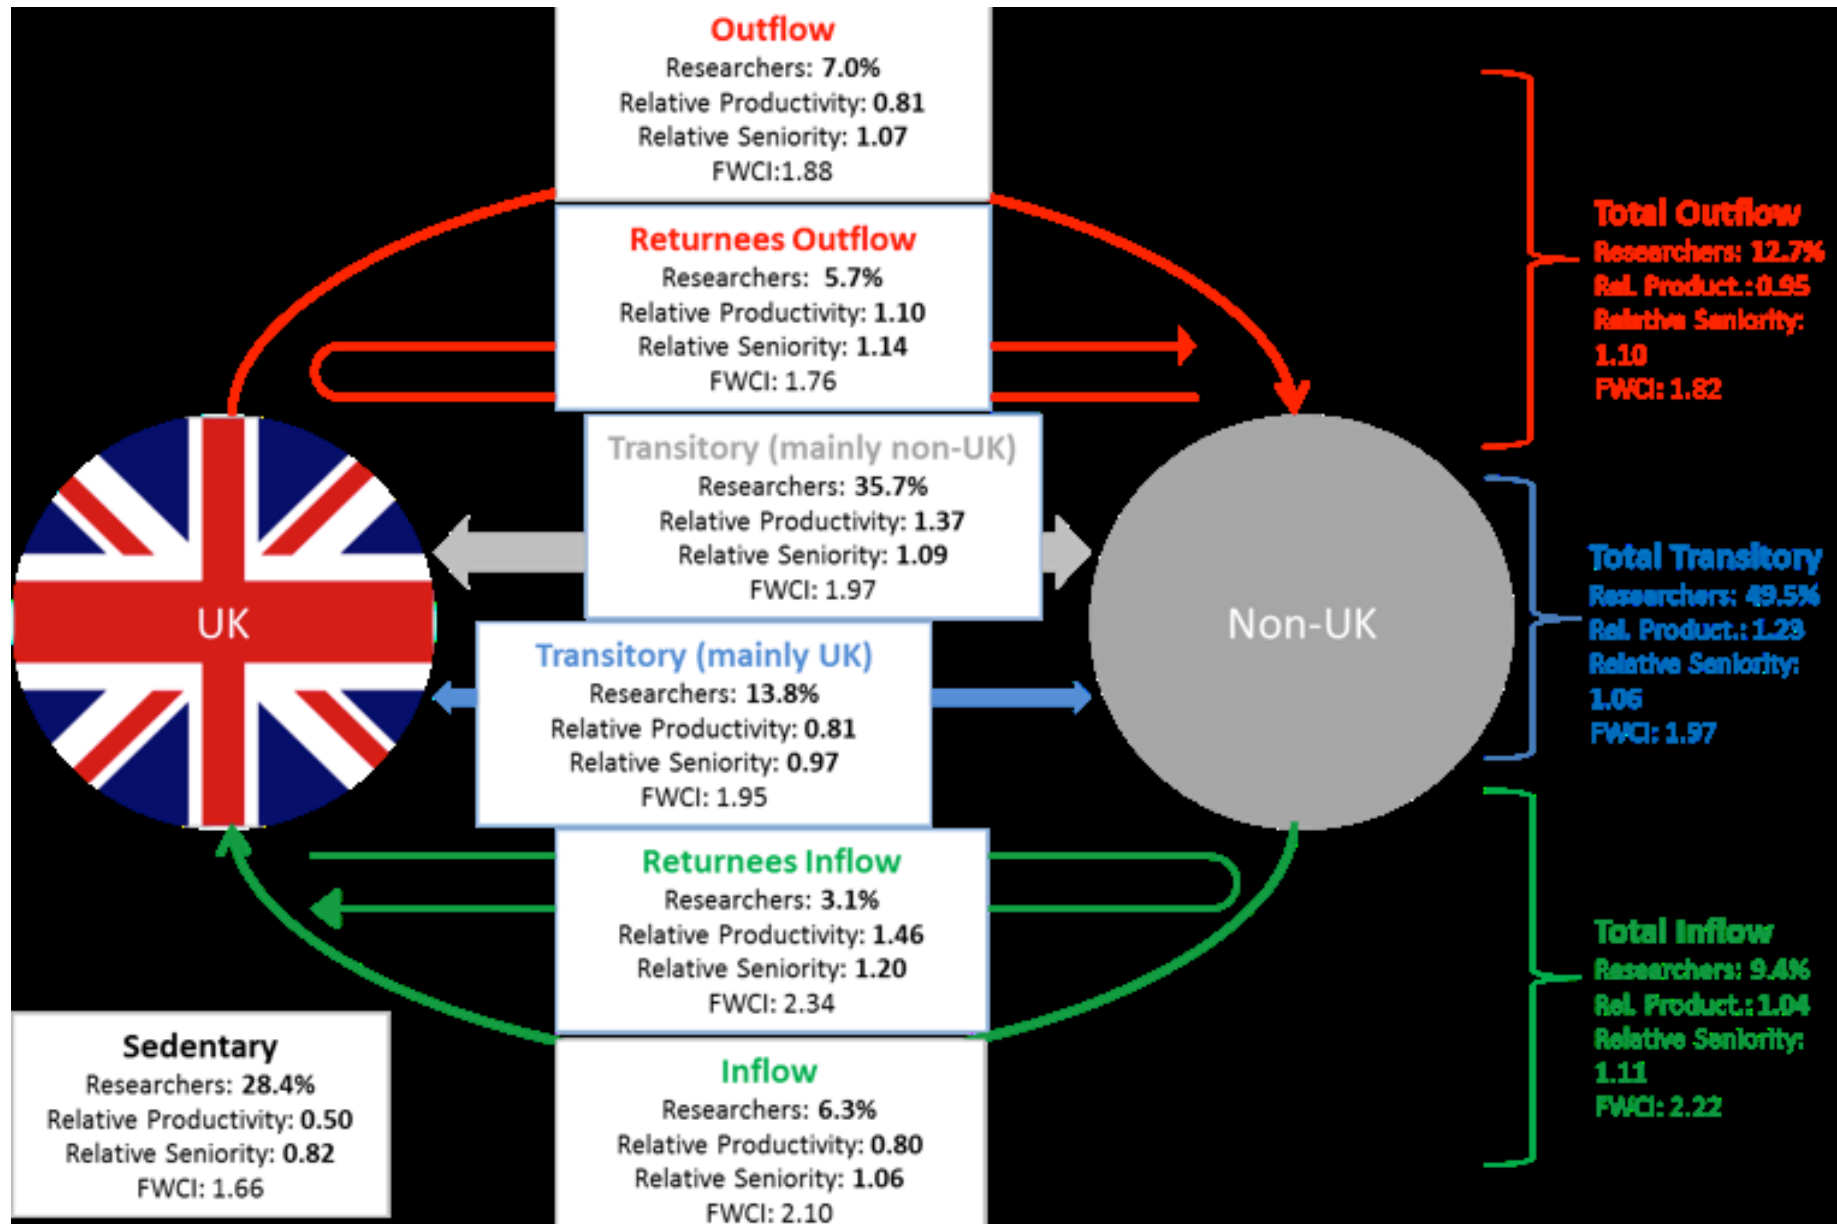 Outflow
Researchers: 7.0%
Relative Productivity: 0.81
Relative Seniority: 1.07
FWCI:1.88
Returnees Outflow
Researchers: 5.7%
Relative Productivity: 1.10
Relative Seniority: 1.14
FWCI: 1.76
Transitory (mainly non-UK)
Researchers: 35.7%
Relative Productivity: 1.37
Relative Seniority: 1.09
FWCI: 1.97
UK
Non-UK
Transitory (mainly UK)
Researchers: 13.8%
Relative Productivity: 0.81
Relative Seniority: 0.97
FWCI: 1.95
Returnees Inflow
Researchers: 3.1%
Relative Productivity: 1.46
Relative Seniority: 1.20
FWCI: 2.34
Inflow
Researchers: 6.3%
Relative Productivity: 0.80
Relative Seniority: 1.06
FWCI: 2.10
Sedentary
Researchers: 28.4%
Relative Productivity: 0.50
Relative Seniority: 0.82
FWCI: 1.66
Total Outflow
Researchers: 12.7%
Rel. Product.: 0.95
Relative Seniority:
1.10
FWCI: 1.82
Total Transitory
Researchers: 49.5%
Rel. Product.: 1.23
Relative Seniority:
1.06
FWCI: 1.97
Total Inflow
Researchers: 9.4%
Rel. Product.: 1.04
Relative Seniority:
1.11
FWCI: 2.22